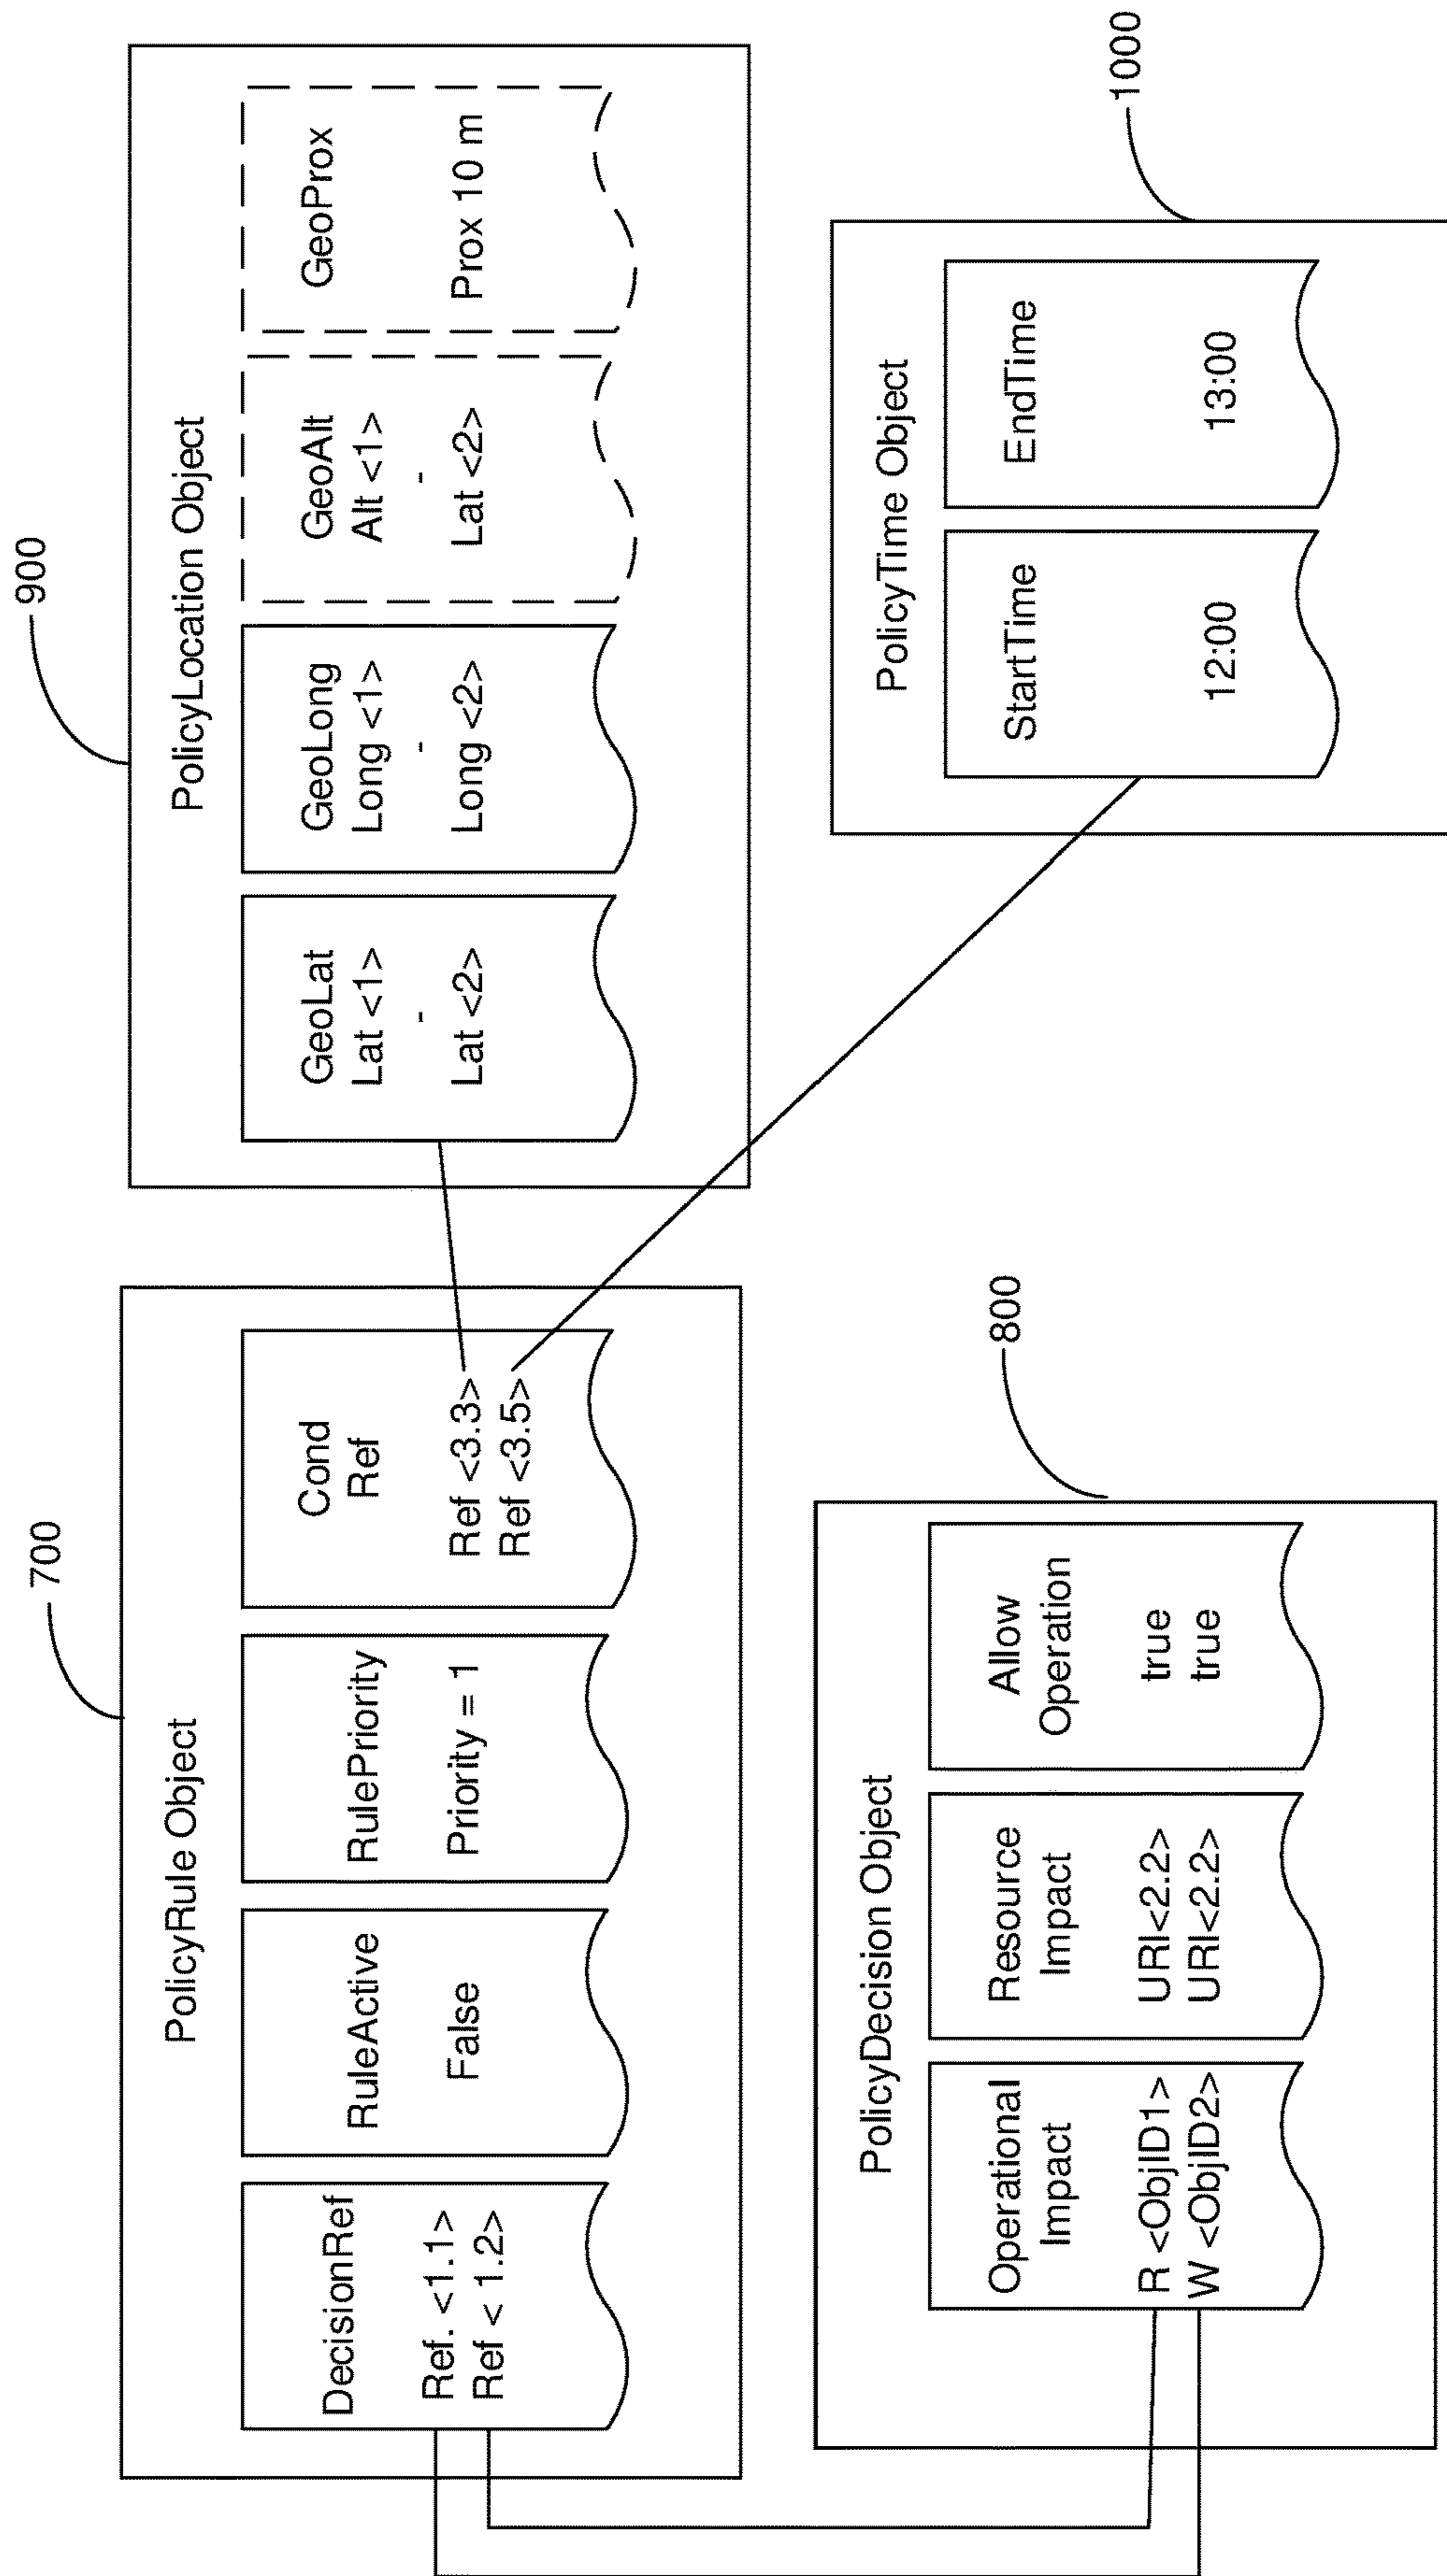 700
PolicyRule Object
DecisionRef
Ref. <1.1>
Ref < 1.2>
RuleActive
False
RulePriority
Priority = 1
Cond
Ref
Ref <3.3>
Ref <3.5>
900
PolicyLocation Object
GeoLat
Lat <1>
-
Lat <2>
GeoLong
Long <1>
-
Long <2>
GeoAlt
Alt <1>
-
Lat <2>
GeoProx
Prox 10 m
800
PolicyDecision Object
Operational
Impact
R <ObjID1>
W <ObjID2>
Resource
Impact
URI<2.2>
URI<2.2>
Allow
Operation
true
true
1000
PolicyTime Object
StartTime
12:00
EndTime
13:00